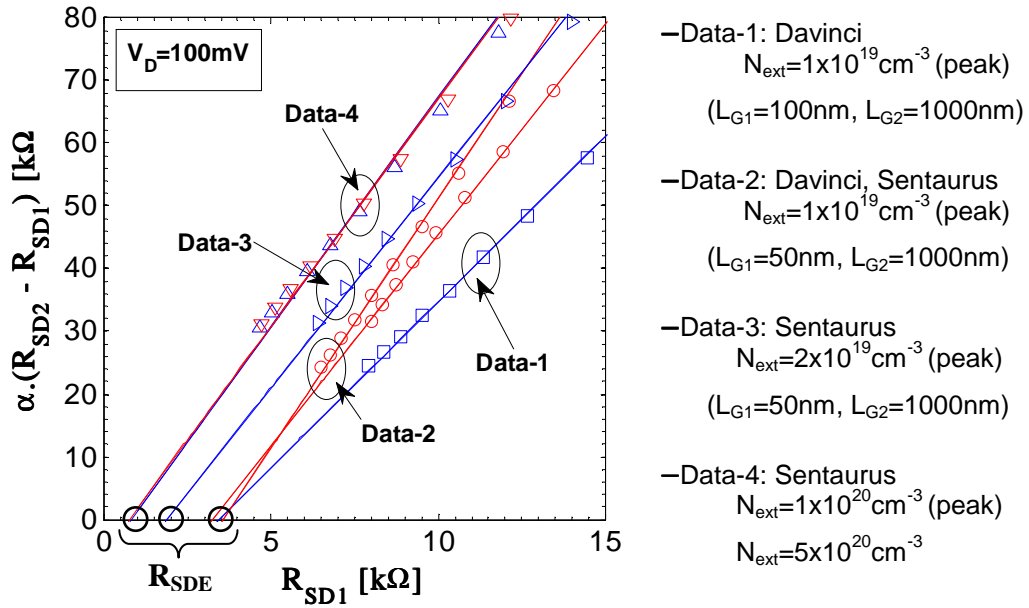 80
70
60
50
40
30
20
10
0
α.(R_SD2 - R_SD1) [kΩ]
V_D=100mV
Data-4
Data-3
Data-1
Data-2
0
5
10
15
R_SDE
R_SD1 [kΩ]
–Data-1: Davinci
N_ext=1x10^19cm^-3 (peak)
(L_G1=100nm, L_G2=1000nm)
–Data-2: Davinci, Sentaurus
N_ext=1x10^19cm^-3 (peak)
(L_G1=50nm, L_G2=1000nm)
–Data-3: Sentaurus
N_ext=2x10^19cm^-3 (peak)
(L_G1=50nm, L_G2=1000nm)
–Data-4: Sentaurus
N_ext=1x10^20cm^-3 (peak)
N_ext=5x10^20cm^-3